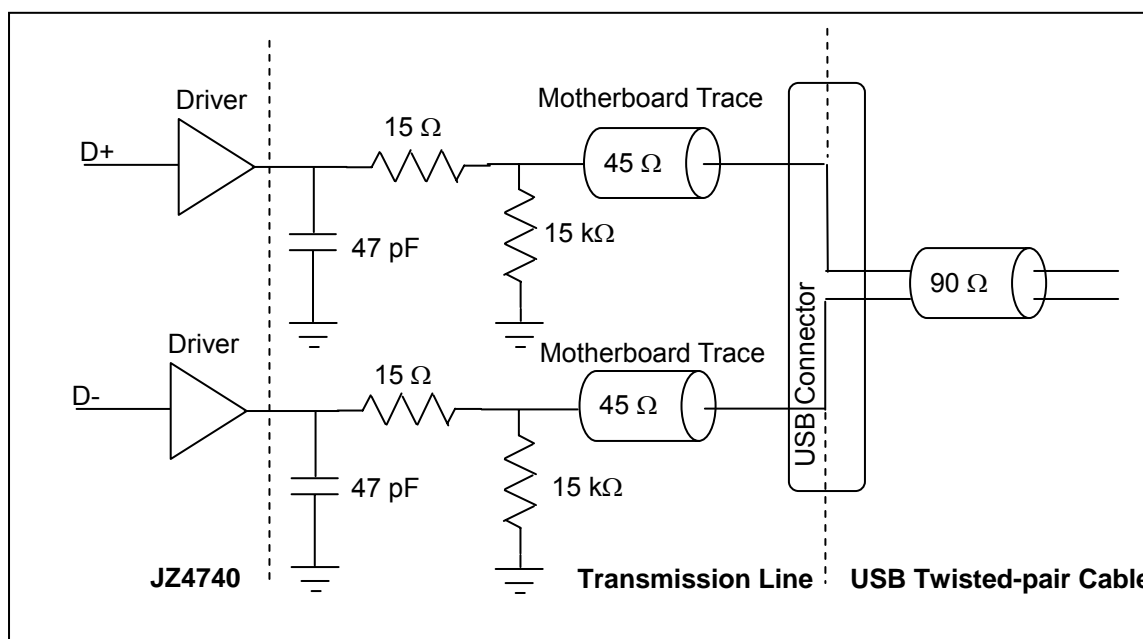 Driver
Motherboard Trace
15 Ω
D+
45 Ω
15 kΩ
47 pF
90 Ω
USB Connector
Driver
Motherboard Trace
15 Ω
D-
45 Ω
15 kΩ
47 pF
JZ4740
Transmission Line
USB Twisted-pair Cable